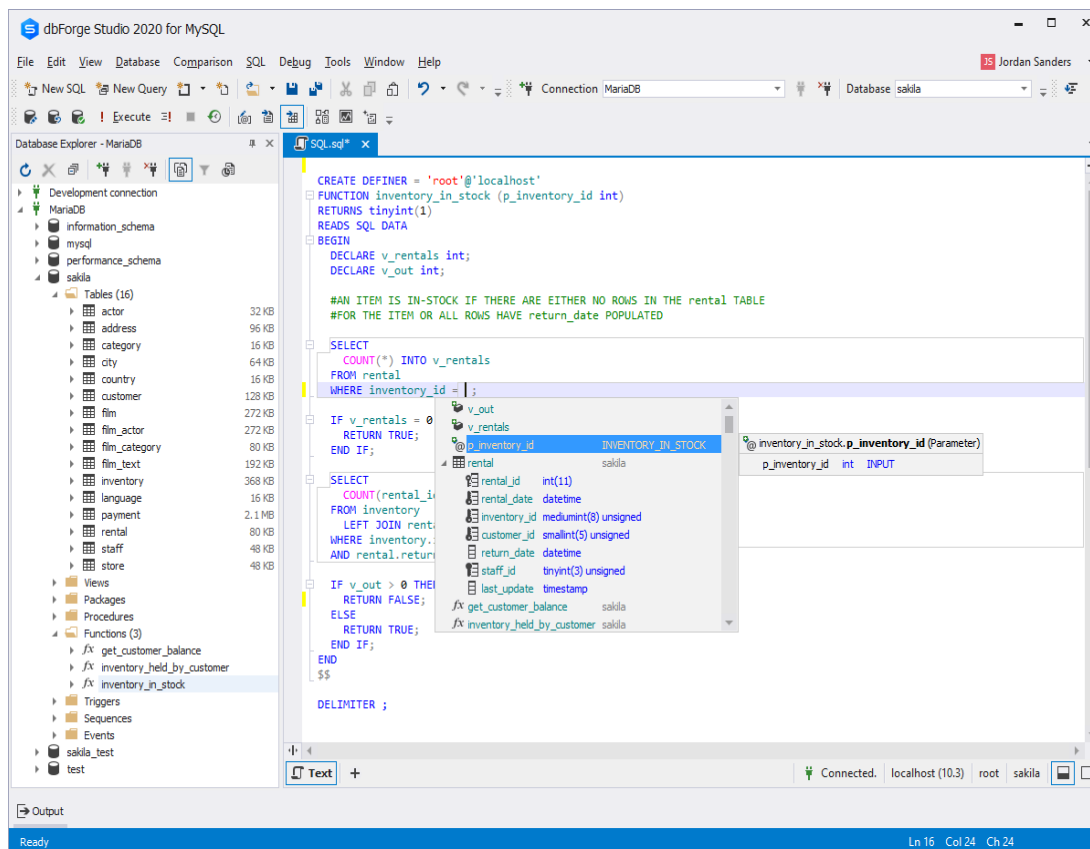 dbForge Studio 2020 for MySQL
File Edit View Database Comparison SQL Debug Tools Window Help
JS Jordan Sanders
New SQL New Query Connection MariaDB Database sakila
Execute
Database Explorer - MariaDB
SQL.sql*
Development connection
MariaDB
information_schema
mysql
performance_schema
sakila
Tables (16)
actor 32 KB
address 96 KB
category 16 KB
city 64 KB
country 16 KB
customer 128 KB
film 272 KB
film_actor 272 KB
film_category 80 KB
film_text 192 KB
inventory 368 KB
language 16 KB
payment 2.1 MB
rental 80 KB
staff 48 KB
store 48 KB
Views
Packages
Procedures
Functions (3)
fx get_customer_balance
fx inventory_held_by_customer
fx inventory_in_stock
Triggers
Sequences
Events
sakila_test
test
CREATE DEFINER = 'root'@'localhost'
FUNCTION inventory_in_stock (p_inventory_id int)
RETURNS tinyint(1)
READS SQL DATA
BEGIN
DECLARE v_rentals int;
DECLARE v_out int;
#AN ITEM IS IN-STOCK IF THERE ARE EITHER NO ROWS IN THE rental TABLE
#FOR THE ITEM OR ALL ROWS HAVE return_date POPULATED
SELECT
COUNT(*) INTO v_rentals
FROM rental
WHERE inventory_id = ;
IF v_rentals = 0
RETURN TRUE;
END IF;
SELECT
COUNT(rental_i
FROM inventory
LEFT JOIN rent
WHERE inventory.
AND rental.retur
IF v_out > 0 THE
RETURN FALSE;
ELSE
RETURN TRUE;
END IF;
END
$$
DELIMITER ;
v_out
v_rentals
p_inventory_id INVENTORY_IN_STOCK
rental sakila
rental_id int(11)
rental_date datetime
inventory_id mediumint(8) unsigned
customer_id smallint(5) unsigned
return_date datetime
staff_id tinyint(3) unsigned
last_update timestamp
fx get_customer_balance sakila
fx inventory_held_by_customer sakila
inventory_in_stock.p_inventory_id (Parameter)
p_inventory_id int INPUT
Text
Connected. localhost (10.3) root sakila
Output
Ready Ln 16 Col 24 Ch 24